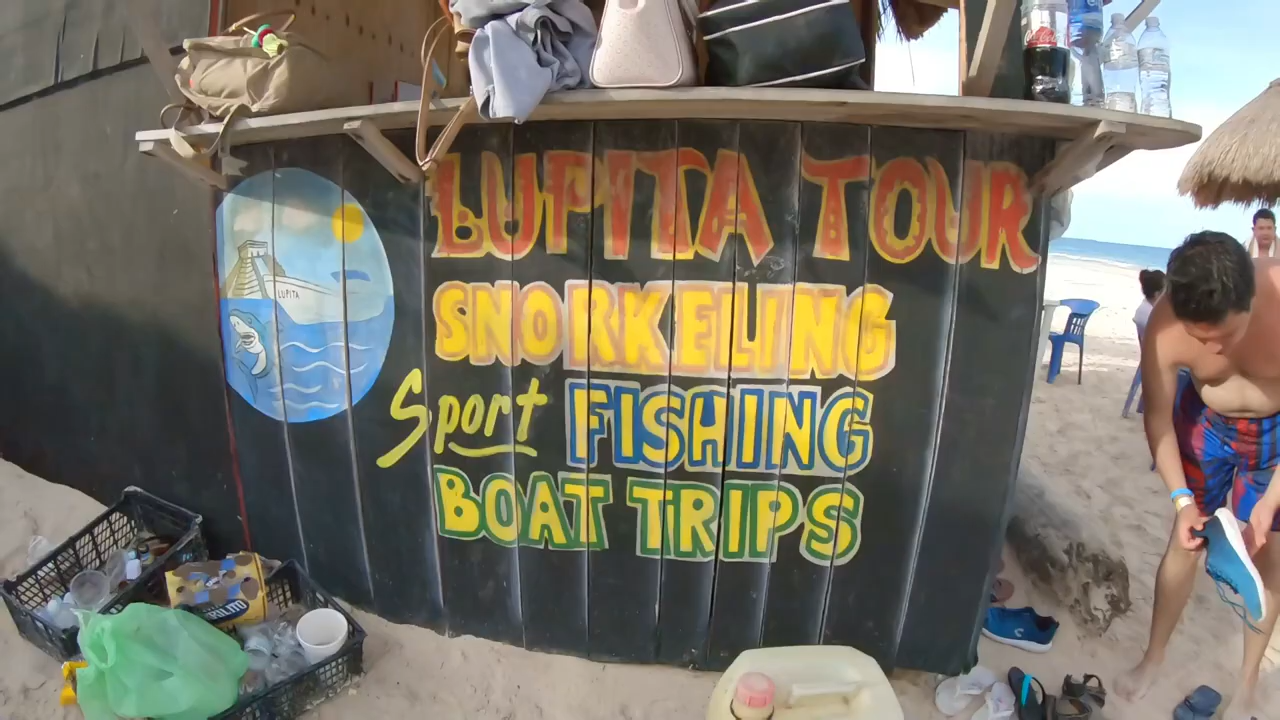 LUPITA TOUR
SNORKELING
Sport FISHING
BOAT TRIPS
LUPITA